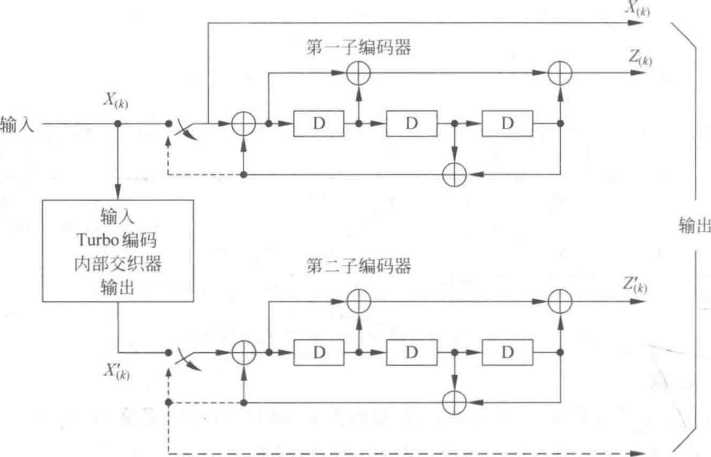 X(k)
第一子编码器
Z(k)
X(k)
输入
D
D
D
输入
Turbo编码
内部交织器
输出
输出
第二子编码器
Z′(k)
D
D
D
X′(k)